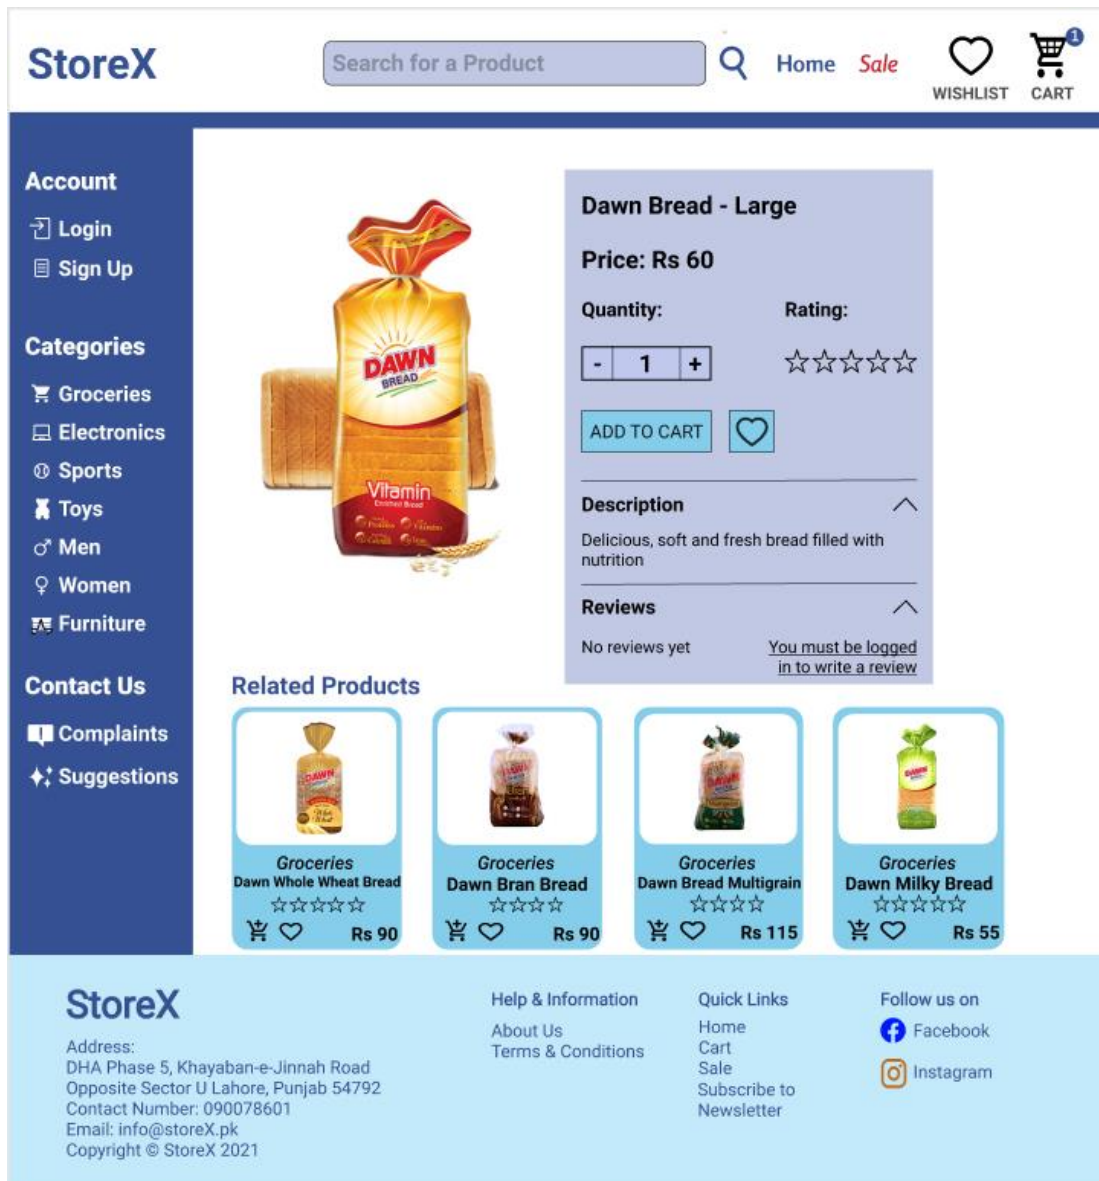 StoreX
Search for a Product
Home
Sale
WISHLIST
1
CART
Account
Login
Sign Up
Categories
Groceries
Electronics
Sports
Toys
Men
Women
Furniture
Contact Us
Complaints
Suggestions
DAWN
BREAD
Vitamin
Enriched Bread
Dawn Bread - Large
Price: Rs 60
Quantity:
Rating:
- 1 +
ADD TO CART
Description
Delicious, soft and fresh bread filled with
nutrition
Reviews
No reviews yet
You must be logged
in to write a review
Related Products
DAWN
Groceries
Dawn Whole Wheat Bread
Rs 90
Groceries
Dawn Bran Bread
Rs 90
DAWN
Groceries
Dawn Bread Multigrain
Rs 115
DAWN
Groceries
Dawn Milky Bread
Rs 55
StoreX
Address:
DHA Phase 5, Khayaban-e-Jinnah Road
Opposite Sector U Lahore, Punjab 54792
Contact Number: 090078601
Email: info@storeX.pk
Copyright © StoreX 2021
Help & Information
About Us
Terms & Conditions
Quick Links
Home
Cart
Sale
Subscribe to
Newsletter
Follow us on
Facebook
Instagram